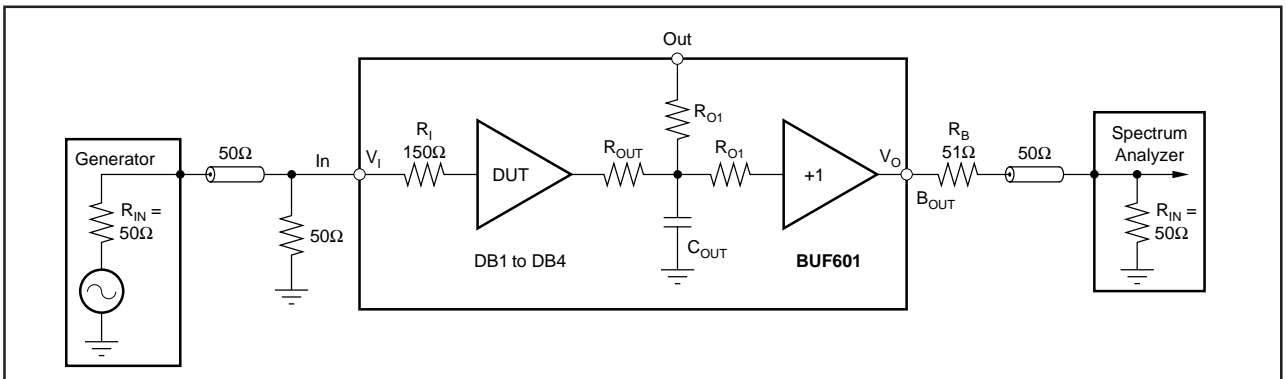 Out
Generator
R_IN =
50Ω
50Ω
In
50Ω
V_I
R_I
150Ω
DUT
DB1 to DB4
R_OUT
R_O1
R_O1
C_OUT
+1
BUF601
V_O
B_OUT
R_B
51Ω
50Ω
Spectrum
Analyzer
R_IN =
50Ω